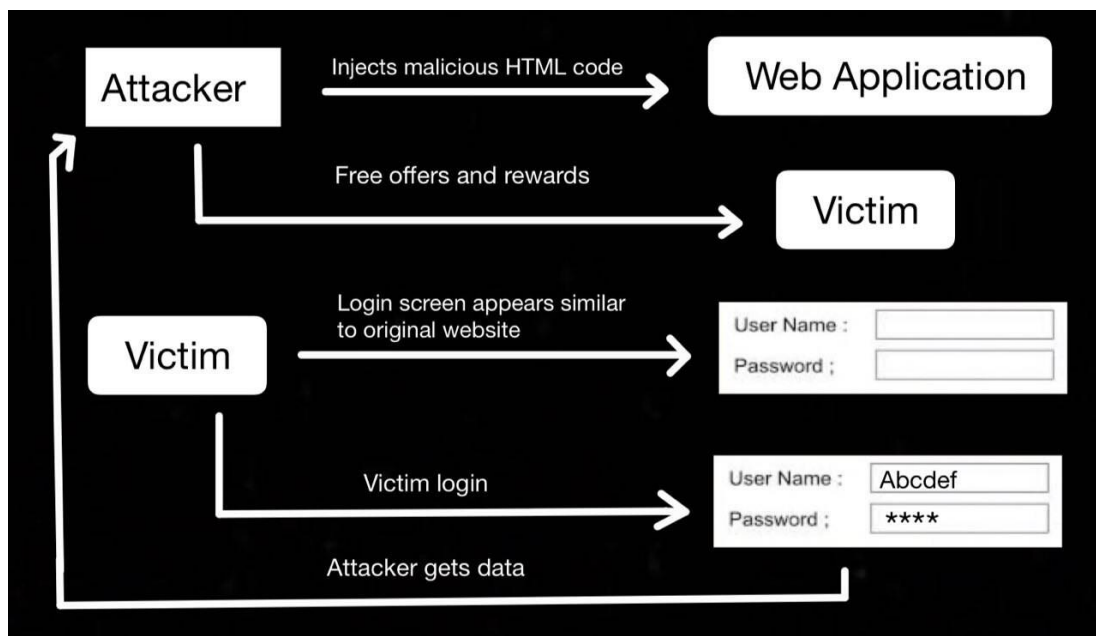 Attacker
Injects malicious HTML code
Web Application
Free offers and rewards
Victim
Login screen appears similar
to original website
Victim
User Name :
Password ;
Victim login
User Name : Abcdef
Password ; ****
Attacker gets data